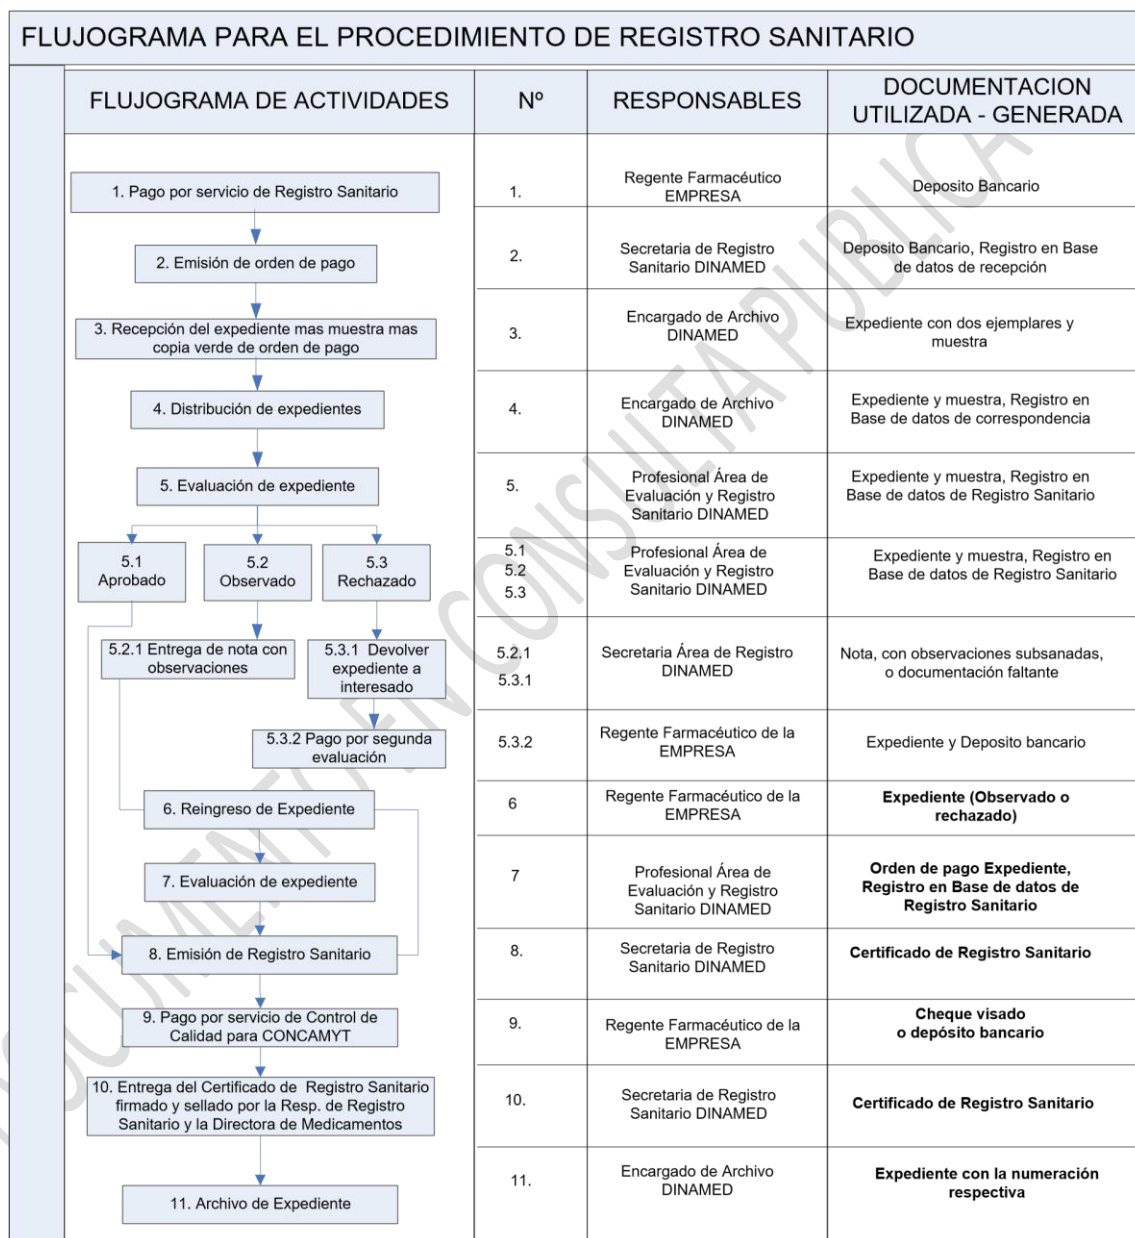 FLUJOGRAMA PARA EL PROCEDIMIENTO DE REGISTRO SANITARIO
FLUJOGRAMA DE ACTIVIDADES
Nº
RESPONSABLES
DOCUMENTACION
UTILIZADA - GENERADA
1. Pago por servicio de Registro Sanitario
1.
Regente Farmacéutico
EMPRESA
Deposito Bancario
2. Emisión de orden de pago
2.
Secretaria de Registro
Sanitario DINAMED
Deposito Bancario, Registro en Base
de datos de recepción
3. Recepción del expediente mas muestra mas
copia verde de orden de pago
3.
Encargado de Archivo
DINAMED
Expediente con dos ejemplares y
muestra
4. Distribución de expedientes
4.
Encargado de Archivo
DINAMED
Expediente y muestra, Registro en
Base de datos de correspondencia
5. Evaluación de expediente
5.
Profesional Área de
Evaluación y Registro
Sanitario DINAMED
Expediente y muestra, Registro en
Base de datos de Registro Sanitario
5.1
Aprobado
5.2
Observado
5.3
Rechazado
5.1
5.2
5.3
Profesional Área de
Evaluación y Registro
Sanitario DINAMED
Expediente y muestra, Registro en
Base de datos de Registro Sanitario
5.2.1 Entrega de nota con
observaciones
5.3.1 Devolver
expediente a
interesado
5.2.1
5.3.1
Secretaria Área de Registro
DINAMED
Nota, con observaciones subsanadas,
o documentación faltante
5.3.2 Pago por segunda
evaluación
5.3.2
Regente Farmacéutico de la
EMPRESA
Expediente y Deposito bancario
6. Reingreso de Expediente
6
Regente Farmacéutico de la
EMPRESA
Expediente (Observado o
rechazado)
7. Evaluación de expediente
7
Profesional Área de
Evaluación y Registro
Sanitario DINAMED
Orden de pago Expediente,
Registro en Base de datos de
Registro Sanitario
8. Emisión de Registro Sanitario
8.
Secretaria de Registro
Sanitario DINAMED
Certificado de Registro Sanitario
9. Pago por servicio de Control de
Calidad para CONCAMYT
9.
Regente Farmacéutico de la
EMPRESA
Cheque visado
o depósito bancario
10. Entrega del Certificado de Registro Sanitario
firmado y sellado por la Resp. de Registro
Sanitario y la Directora de Medicamentos
10.
Secretaria de Registro
Sanitario DINAMED
Certificado de Registro Sanitario
11. Archivo de Expediente
11.
Encargado de Archivo
DINAMED
Expediente con la numeración
respectiva
DOCUMENTO EN CONSULTA PUBLICA